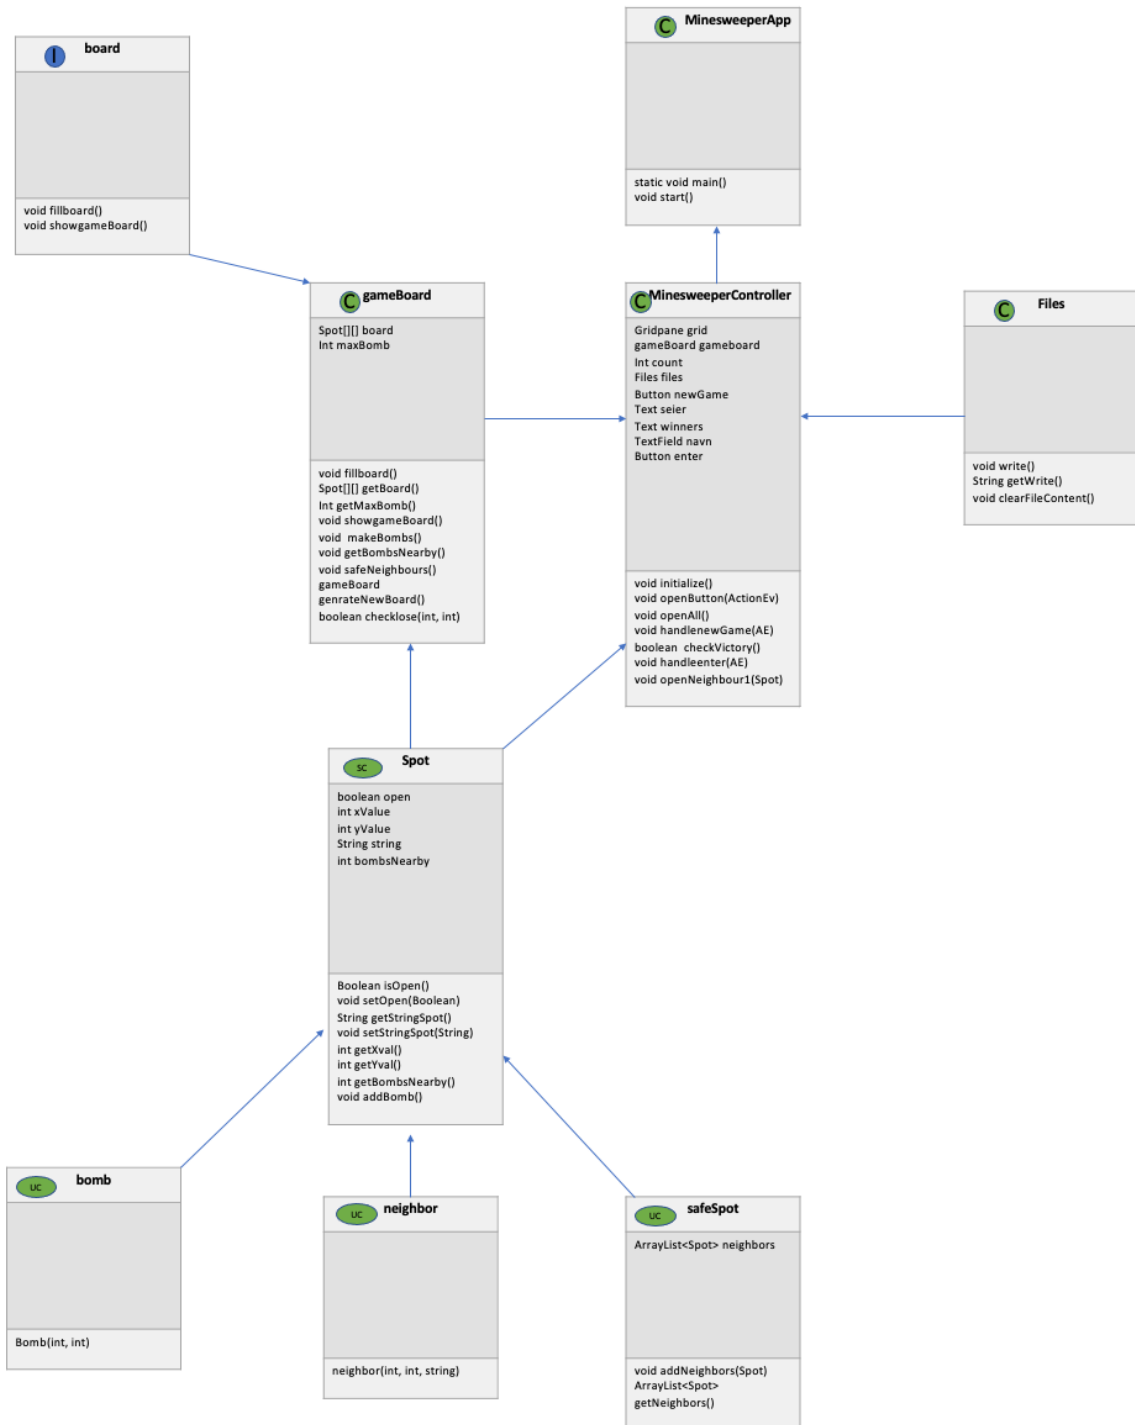 I
board
void fillboard()
void showgameBoard()
C
MinesweeperApp
static void main()
void start()
C
gameBoard
Spot[][] board
Int maxBomb
void fillboard()
Spot[][] getBoard()
Int getMaxBomb()
void showgameBoard()
void makeBombs()
void getBombsNearby()
void safeNeighbours()
gameBoard
genrateNewBoard()
boolean checklose(int, int)
C
MinesweeperController
Gridpane grid
gameBoard gameboard
Int count
Files files
Button newGame
Text seier
Text winners
TextField navn
Button enter
void initialize()
void openButton(ActionEv)
void openAll()
void handlenewGame(AE)
boolean checkVictory()
void handleenter(AE)
void openNeighbour1(Spot)
C
Files
void write()
String getWrite()
void clearFileContent()
SC
Spot
boolean open
int xValue
int yValue
String string
int bombsNearby
Boolean isOpen()
void setOpen(Boolean)
String getStringSpot()
void setStringSpot(String)
int getXval()
int getYval()
int getBombsNearby()
void addBomb()
UC
bomb
Bomb(int, int)
UC
neighbor
neighbor(int, int, string)
UC
safeSpot
ArrayList<Spot> neighbors
void addNeighbors(Spot)
ArrayList<Spot>
getNeighbors()